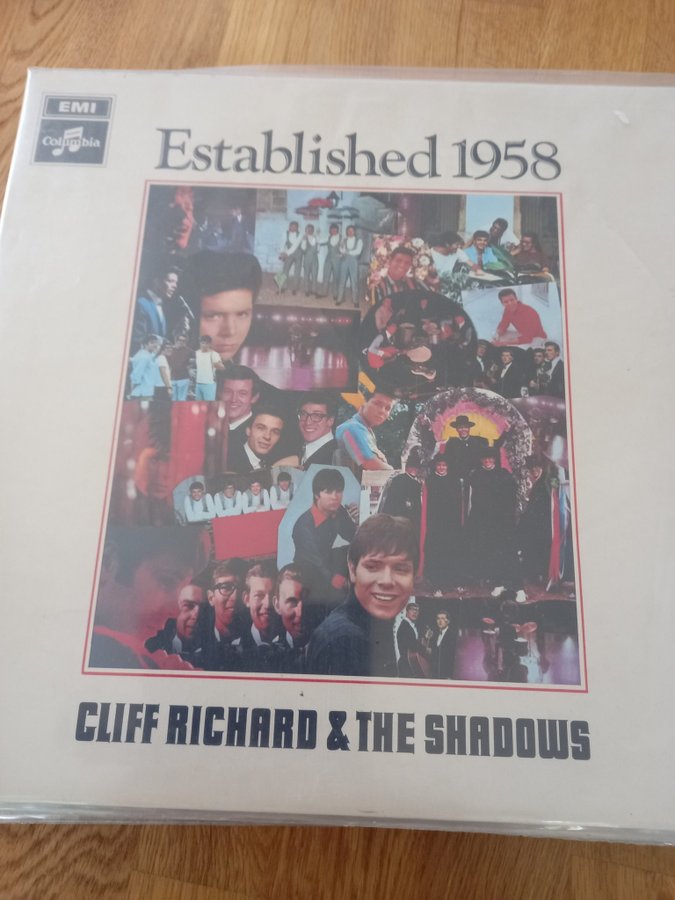 EMI
Columbia
Established 1958
CLIFF RICHARD & THE SHADOWS